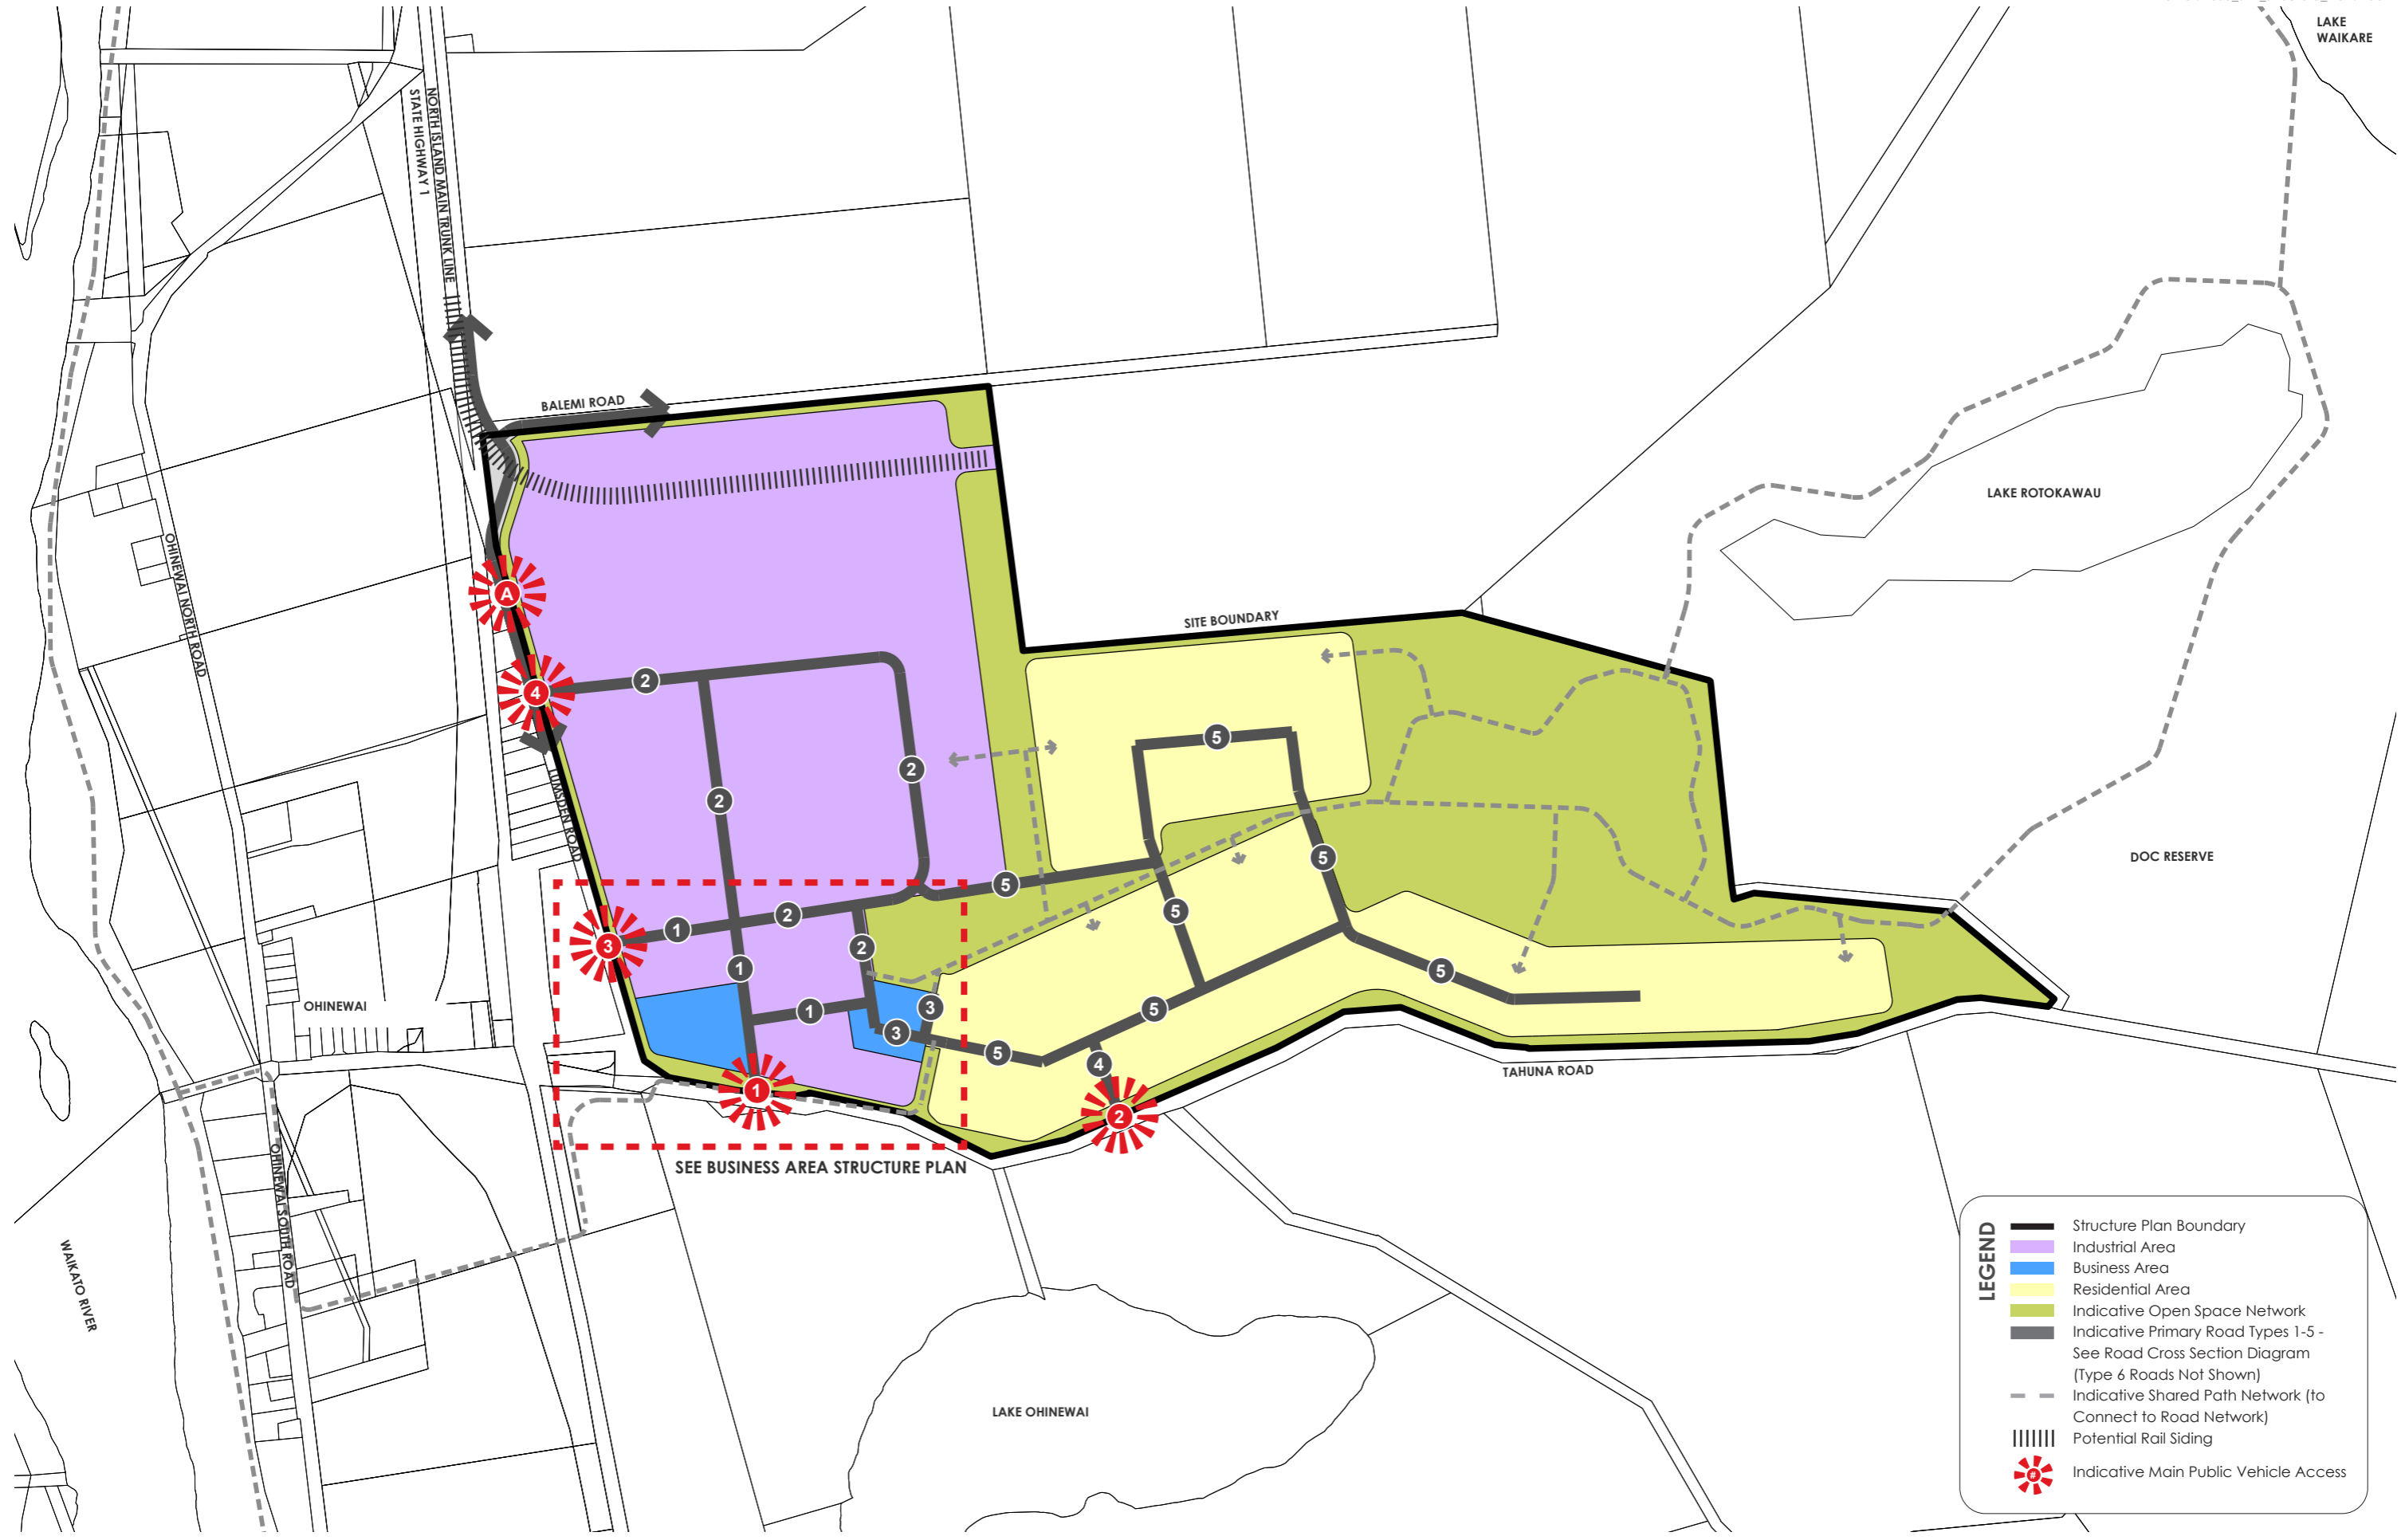 LAKE
WAIKARE
NORTH ISLAND MAIN TRUNK LINE
STATE HIGHWAY 1
BALEMI ROAD
LAKE ROTOKAWAU
OHINEWAI NORTH ROAD
A
SITE BOUNDARY
4
2
5
2
2
LUMSDEN ROAD
5
DOC RESERVE
5
5
2
1
3
2
1
5
OHINEWAI
3
1
5
3
5
4
1
TAHUNA ROAD
2
SEE BUSINESS AREA STRUCTURE PLAN
OHINEWAI SOUTH ROAD
WAIKATO RIVER
LAKE OHINEWAI
LEGEND
Structure Plan Boundary
Industrial Area
Business Area
Residential Area
Indicative Open Space Network
Indicative Primary Road Types 1-5 -
See Road Cross Section Diagram
(Type 6 Roads Not Shown)
Indicative Shared Path Network (to
Connect to Road Network)
Potential Rail Siding
#
Indicative Main Public Vehicle Access